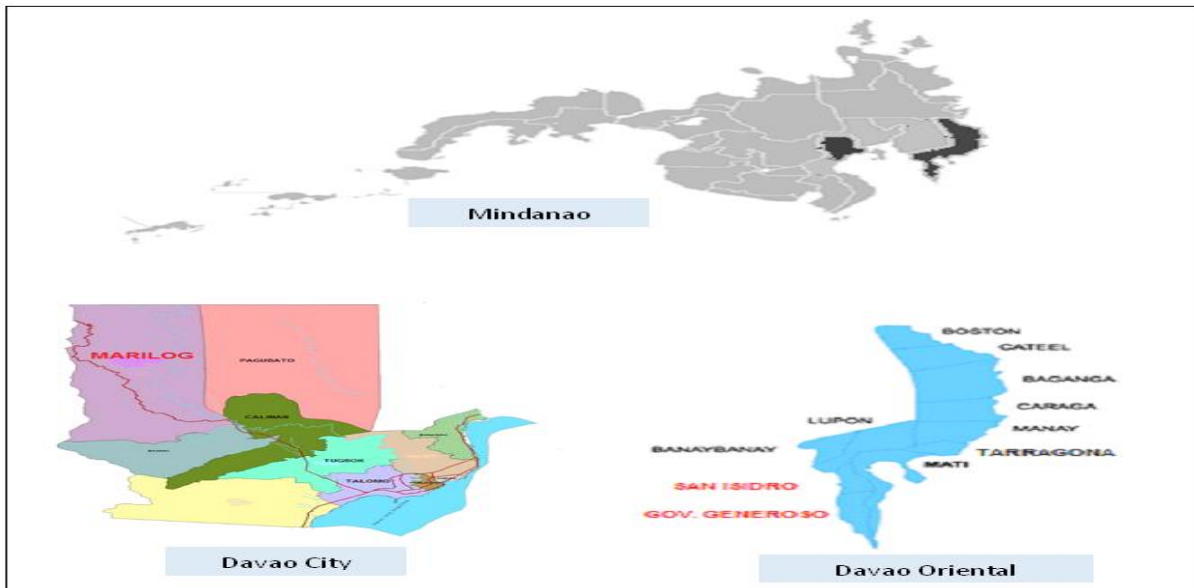 Mindanao
MARILOG
PAQUIBATO
CALINAN
TUGBOK
TALOMO
Davao City
BOSTON
CATEEL
BAGANGA
CARAGA
LUPON
MANAY
BANAYBANAY
TARRAGONA
MATI
SAN ISIDRO
GOV. GENEROSO
Davao Oriental